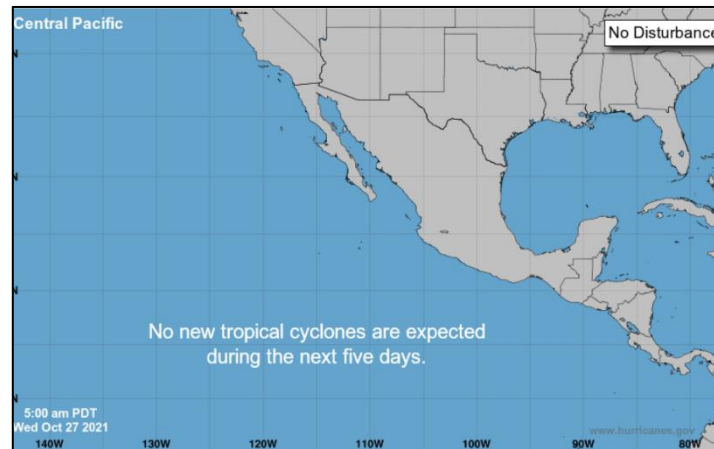 Central Pacific
No Disturbance
No new tropical cyclones are expected
during the next five days.
5:00 am PDT
Wed Oct 27 2021
www.hurricanes.gov
140W 130W 120W 110W 100W 90W 80W